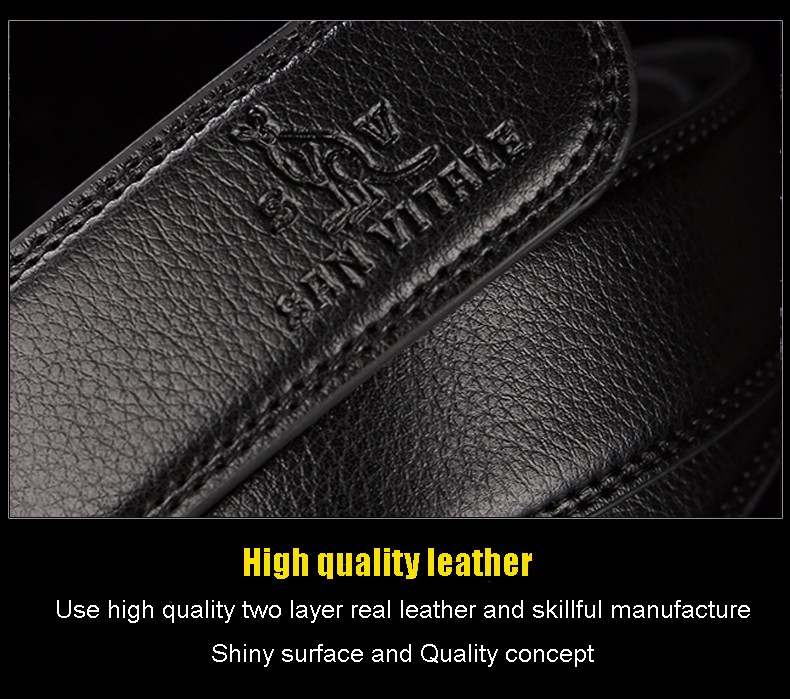 S V A
SAN VITALE
High quality leather
Use high quality two layer real leather and skillful manufacture
Shiny surface and Quality concept